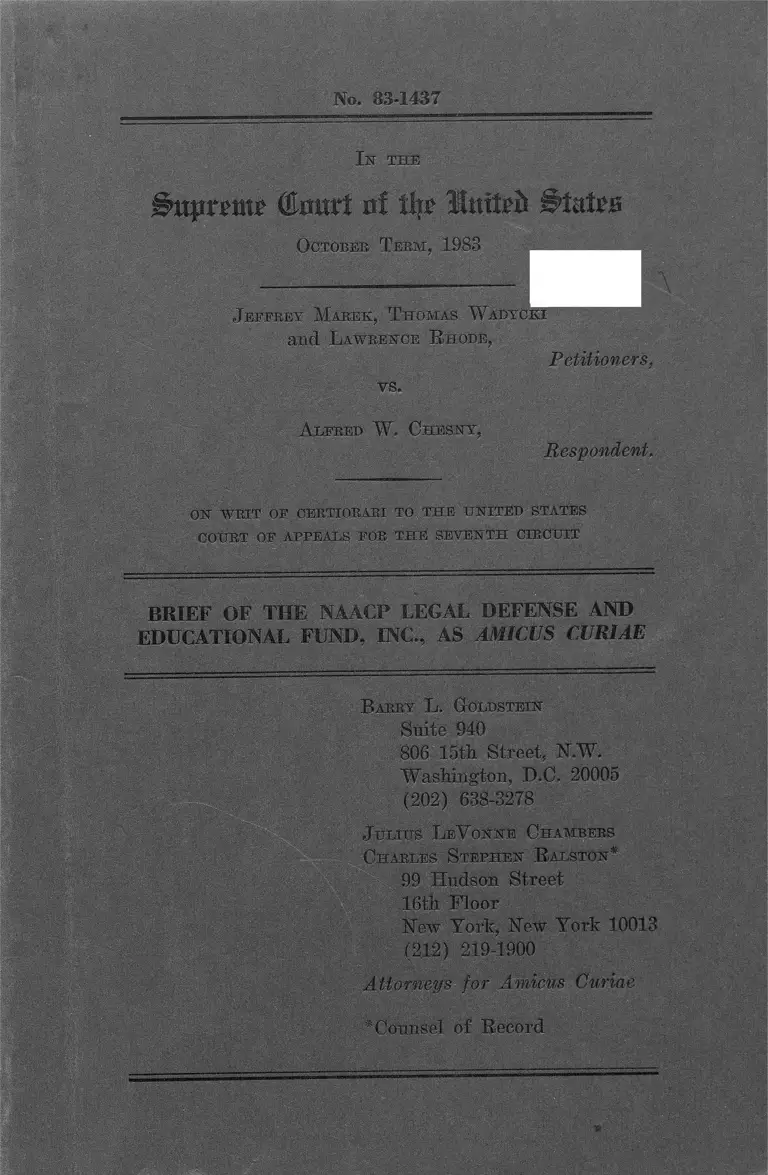 No. 83-1437
IN THE
Supreme Court of the United States
OCTOBER TERM, 1983
JEFFREY MAREK, THOMAS WADYCKI
and LAWRENCE RHODE,
Petitioners,
vs.
ALFRED W. CHESNY,
Respondent.
ON WRIT OF CERTIORARI TO THE UNITED STATES
COURT OF APPEALS FOR THE SEVENTH CIRCUIT
BRIEF OF THE NAACP LEGAL DEFENSE AND
EDUCATIONAL FUND, INC., AS AMICUS CURIAE
BARRY L. GOLDSTEIN
Suite 940
806 15th Street, N.W.
Washington, D.C. 20005
(202) 638-3278
JULIUS LEVONNE CHAMBERS
CHARLES STEPHEN RALSTON*
99 Hudson Street
16th Floor
New York, New York 10013
(212) 219-1900
Attorneys for Amicus Curiae
*Counsel of Record